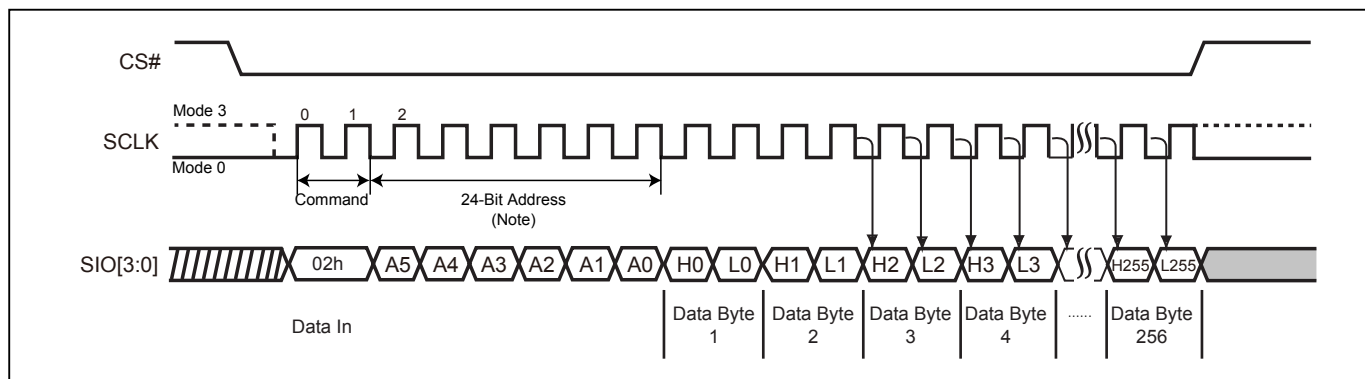 CS#
Mode 3
0 1 2
SCLK
Mode 0
Command
24-Bit Address
(Note)
SIO[3:0]
02h A5 A4 A3 A2 A1 A0 H0 L0 H1 L1 H2 L2 H3 L3 H255 L255
Data In
Data Byte
1
Data Byte
2
Data Byte
3
Data Byte
4
......
Data Byte
256